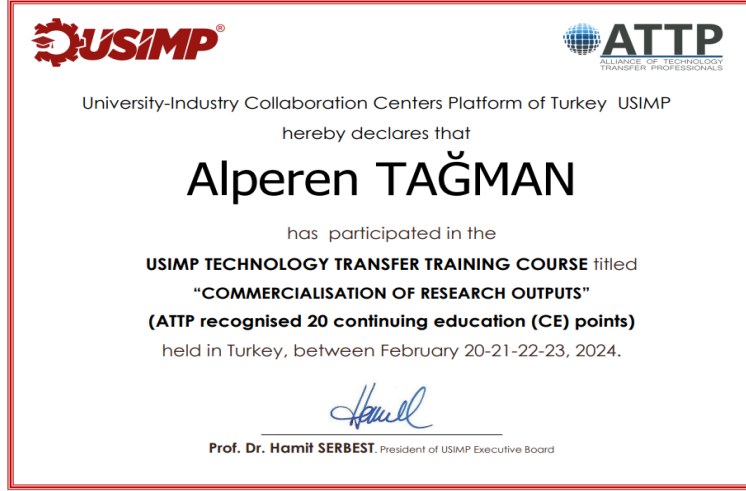 USIMP®
ATTP
ALLIANCE OF TECHNOLOGY
TRANSFER PROFESSIONALS
University-Industry Collaboration Centers Platform of Turkey USIMP
hereby declares that
Alperen TAĞMAN
has participated in the
USIMP TECHNOLOGY TRANSFER TRAINING COURSE titled
“COMMERCIALISATION OF RESEARCH OUTPUTS”
(ATTP recognised 20 continuing education (CE) points)
held in Turkey, between February 20-21-22-23, 2024.
Prof. Dr. Hamit SERBEST. President of USIMP Executive Board